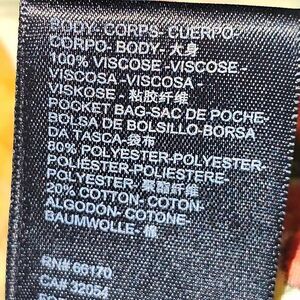 BODY- CORPS- CUERPO-
CORPO- BODY- 大身
100% VISCOSE -VISCOSE -
VISCOSA -VISCOSA -
VISKOSE - 粘胶纤维
POCKET BAG-SAC DE POCHE-
BOLSA DE BOLSILLO-BORSA
DA TASCA-袋布
80% POLYESTER-POLYESTER-
POLIÉSTER-POLIESTERE-
POLYESTER- 聚酯纤维
20% COTTON- COTON-
ALGODÓN- COTONE-
BAUMWOLLE- 棉
RN# 66170
CA# 32054